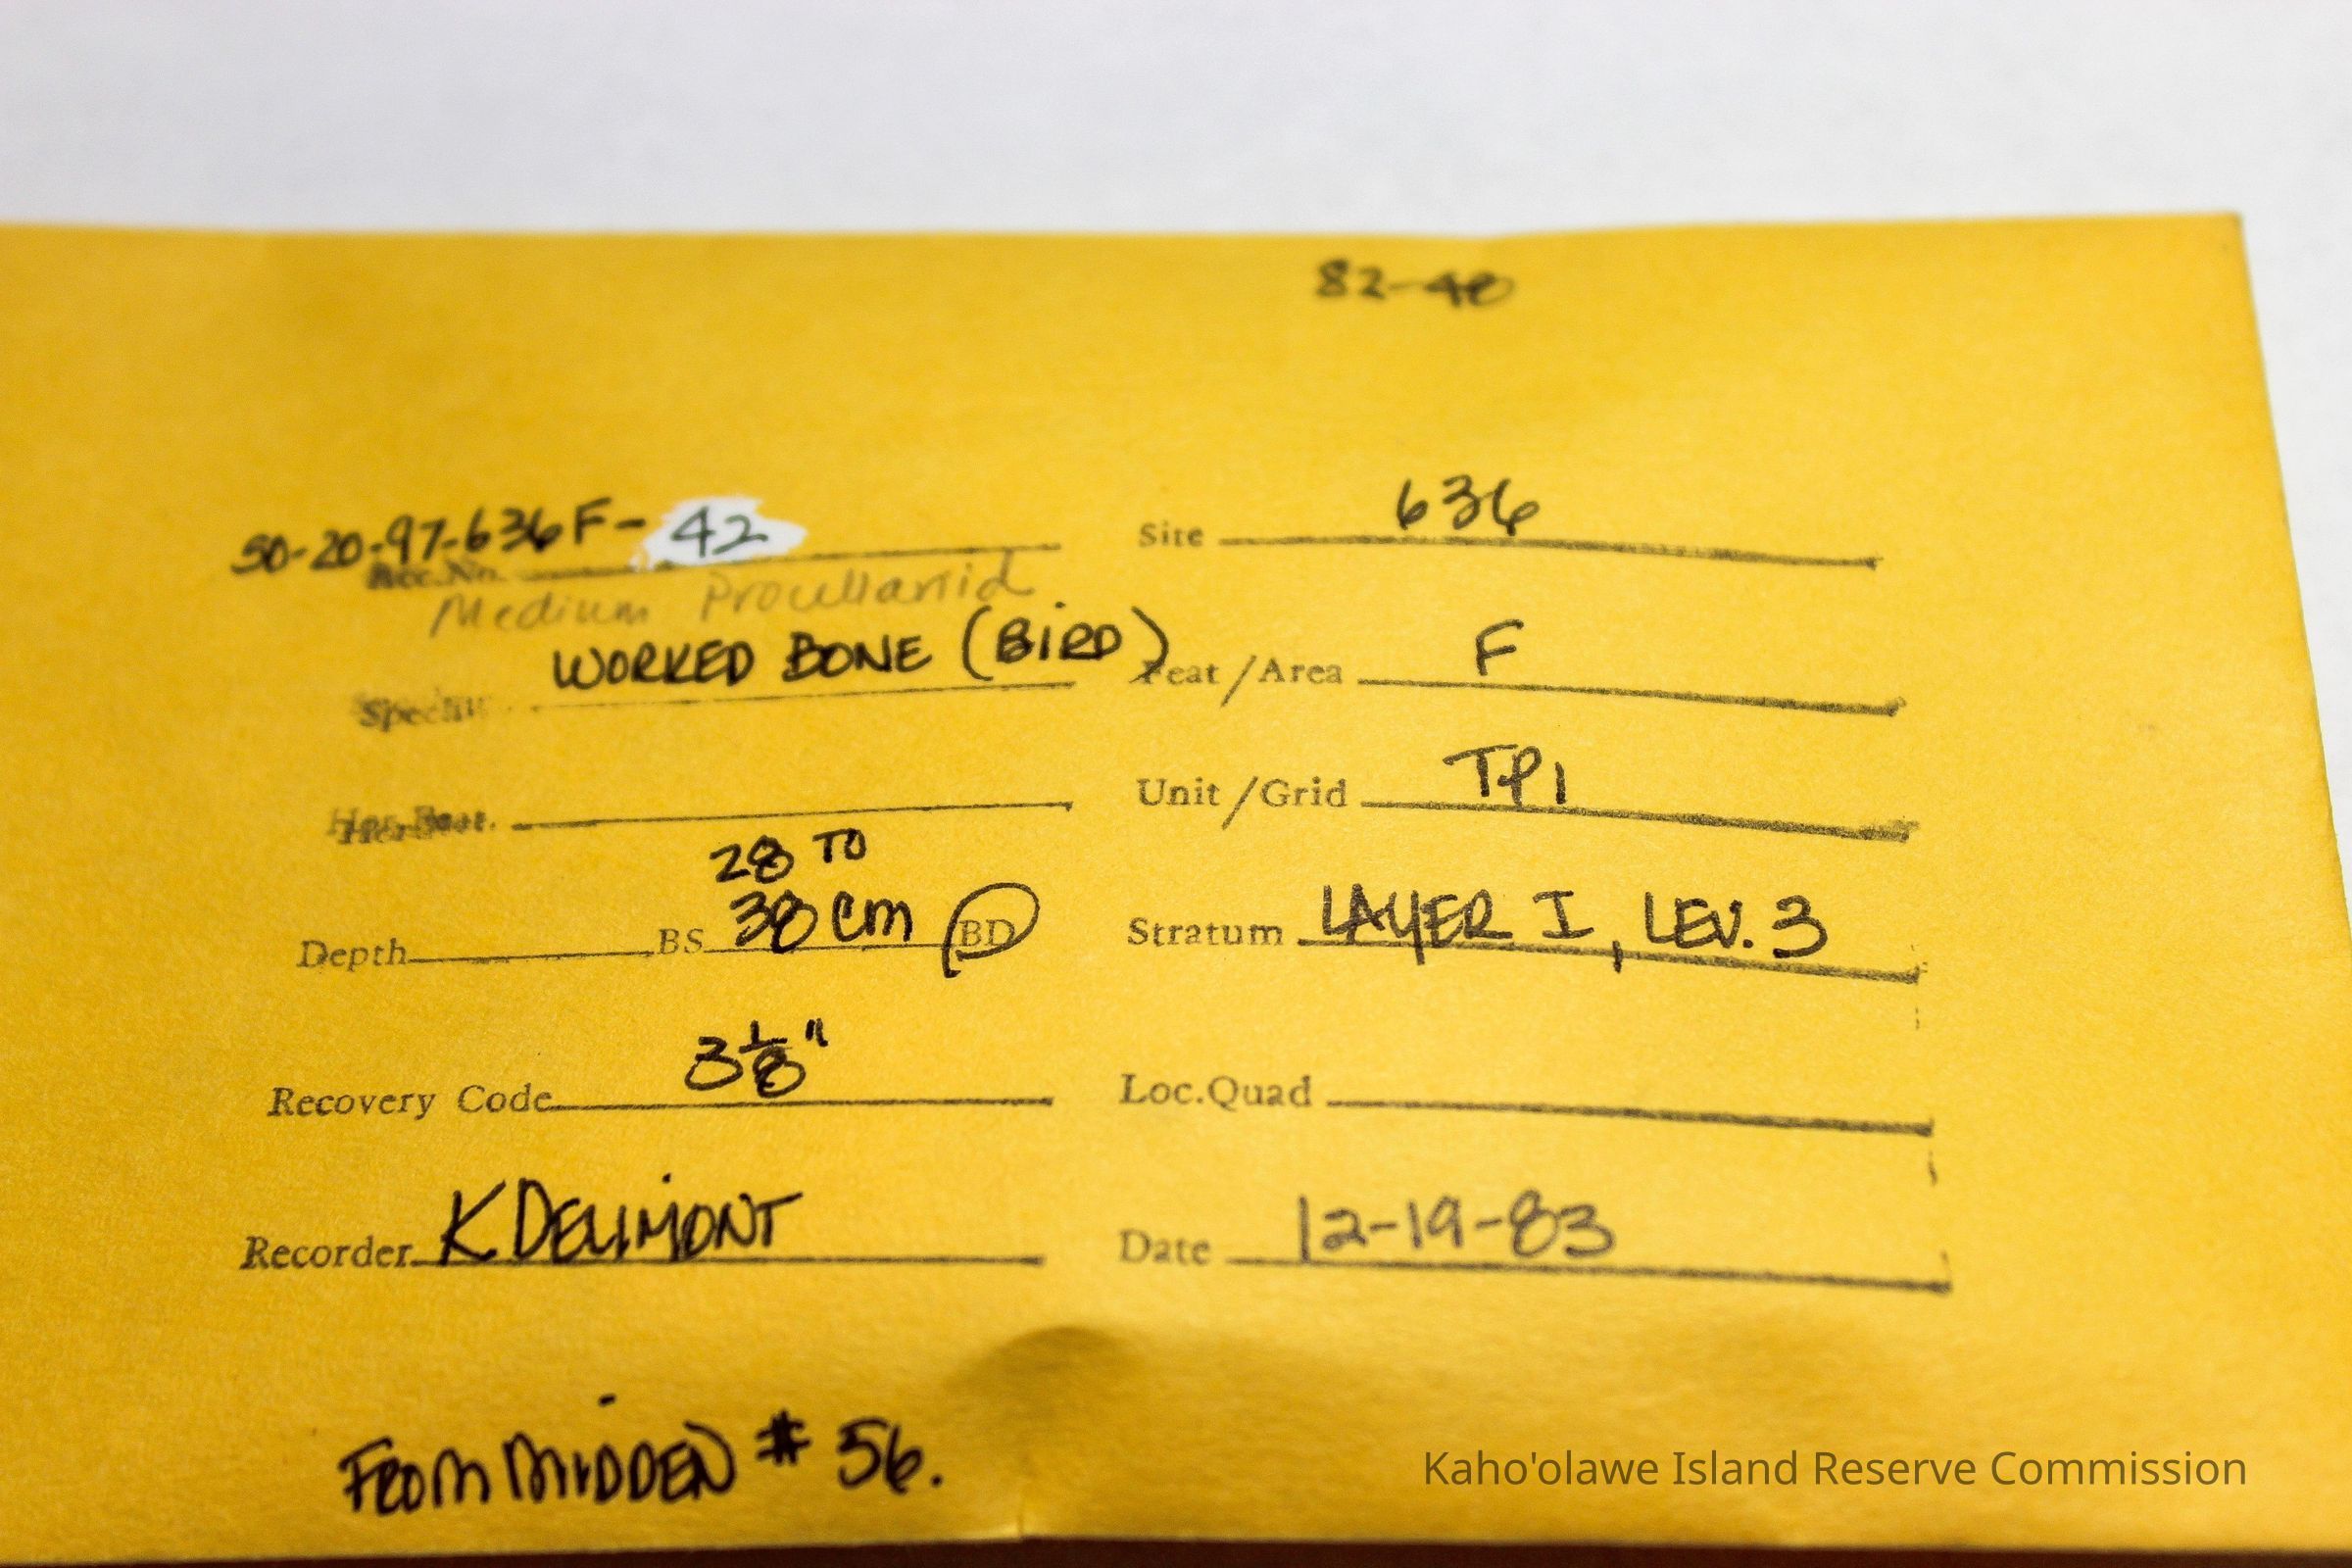 82-40
50-20-97-636F-42
Acc.No.
Site 636
Medium Procellariid
WORKED BONE (BIRD)
Feat/Area F
Unit/Grid TP1
28 TO
Depth BS 38 cm BD
Stratum LAYER I, LEV. 3
Recovery Code 3 1/8"
Loc.Quad
Recorder K DELIMONT
Date 12-19-83
FROM MIDDEN # 56.
Kaho'olawe Island Reserve Commission